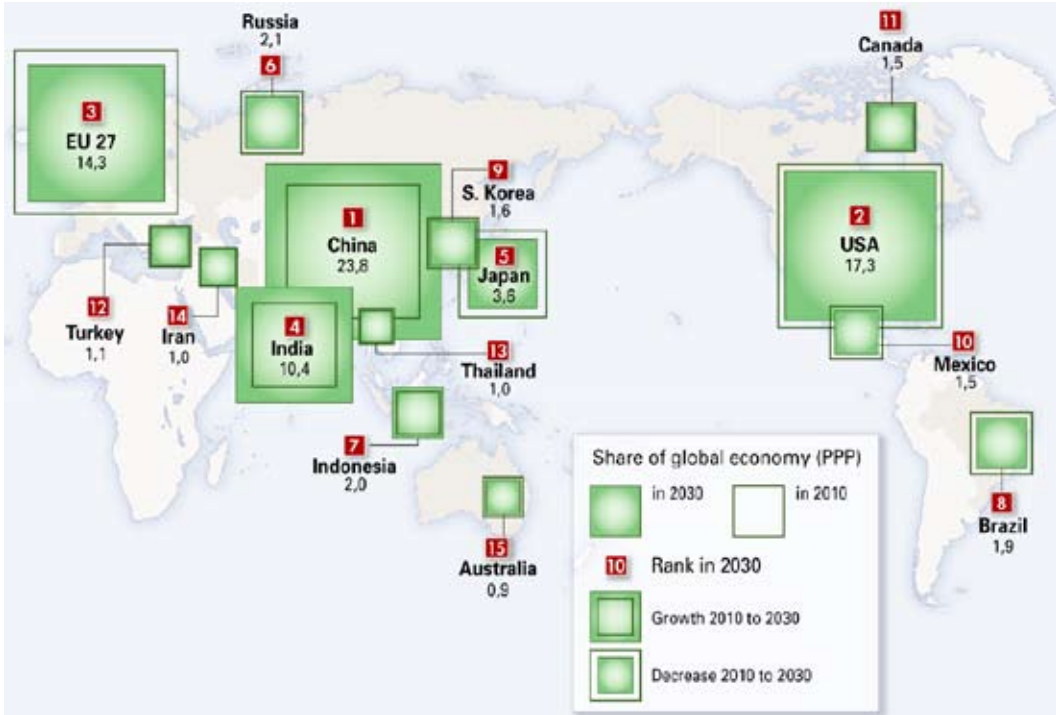 Russia
2,1
6
11
Canada
1,5
3
EU 27
14,3
9
S. Korea
1,6
1
China
23,8
2
USA
17,3
5
Japan
3,6
12
Turkey
1,1
14
Iran
1,0
4
India
10,4
13
Thailand
1,0
10
Mexico
1,5
7
Indonesia
2,0
8
Brazil
1,9
15
Australia
0,9
Share of global economy (PPP)
in 2030
in 2010
10 Rank in 2030
Growth 2010 to 2030
Decrease 2010 to 2030